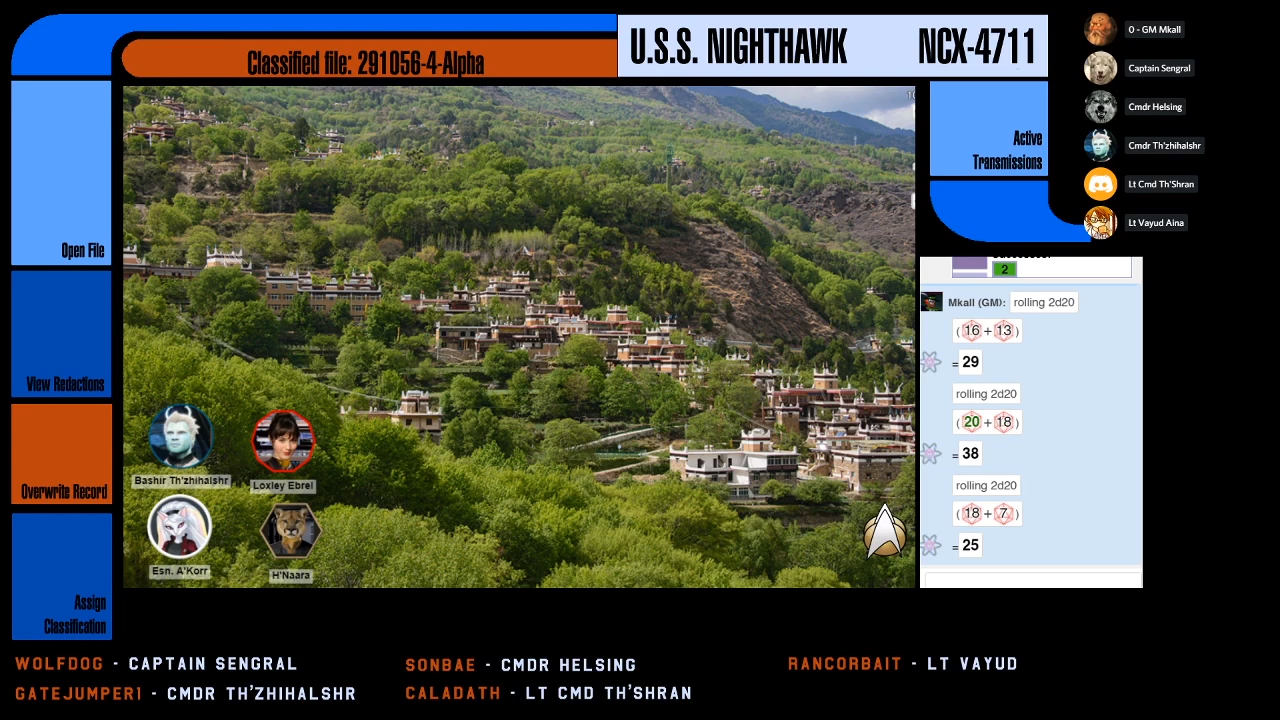 Classified file: 291056-4-Alpha
U.S.S. NIGHTHAWK NCX-4711
0 - GM Mkall
Captain Sengral
Cmdr Helsing
Cmdr Th'zhihalshr
Lt Cmd Th'Shran
Lt Vayud Aina
Active
Transmissions
Open File
View Redactions
Overwrite Record
Assign
Classification
Bashir Th'zhihalshr
Loxley Ebrel
Esn. A'Korr
H'Naara
2
Mkall (GM): rolling 2d20
(16+13)
=29
rolling 2d20
(20+18)
=38
rolling 2d20
(18+7)
=25
WOLFDOG - CAPTAIN SENGRAL
SONBAE - CMDR HELSING
RANCORBAIT - LT VAYUD
GATEJUMPER1 - CMDR TH'ZHIHALSHR
CALADATH - LT CMD TH'SHRAN